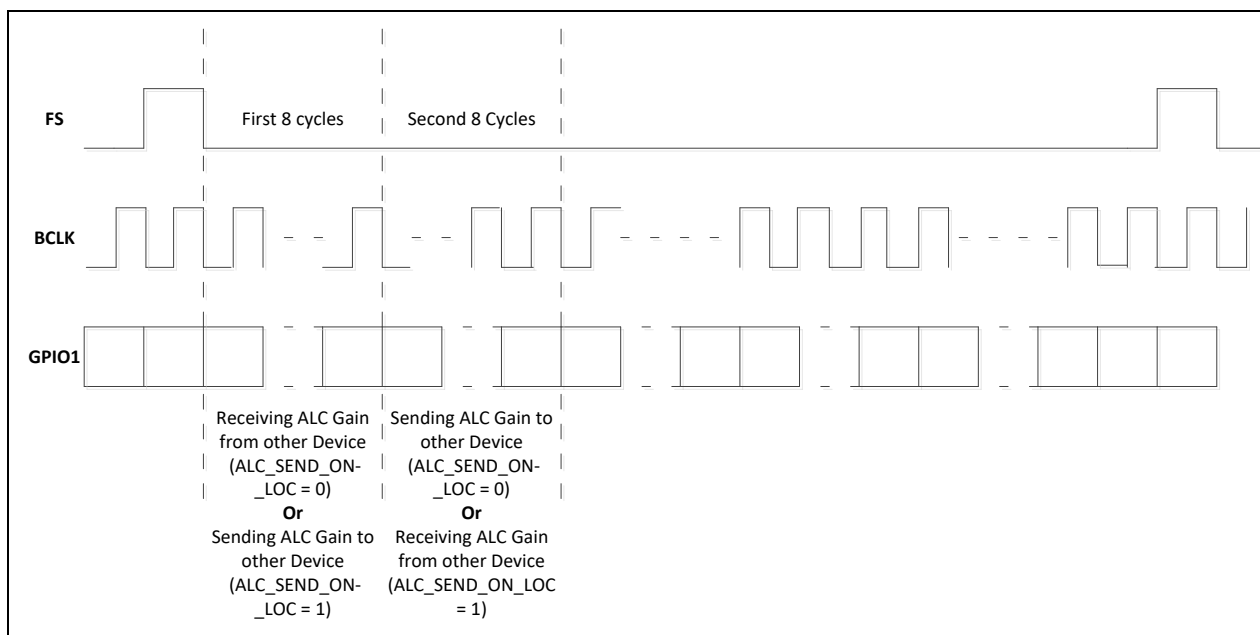 FS
First 8 cycles
Second 8 Cycles
BCLK
GPIO1
Receiving ALC Gain
from other Device
(ALC_SEND_ON-
_LOC = 0)
Or
Sending ALC Gain to
other Device
(ALC_SEND_ON-
_LOC = 1)
Sending ALC Gain to
other Device
(ALC_SEND_ON-
_LOC = 0)
Or
Receiving ALC Gain
from other Device
(ALC_SEND_ON_LOC
= 1)